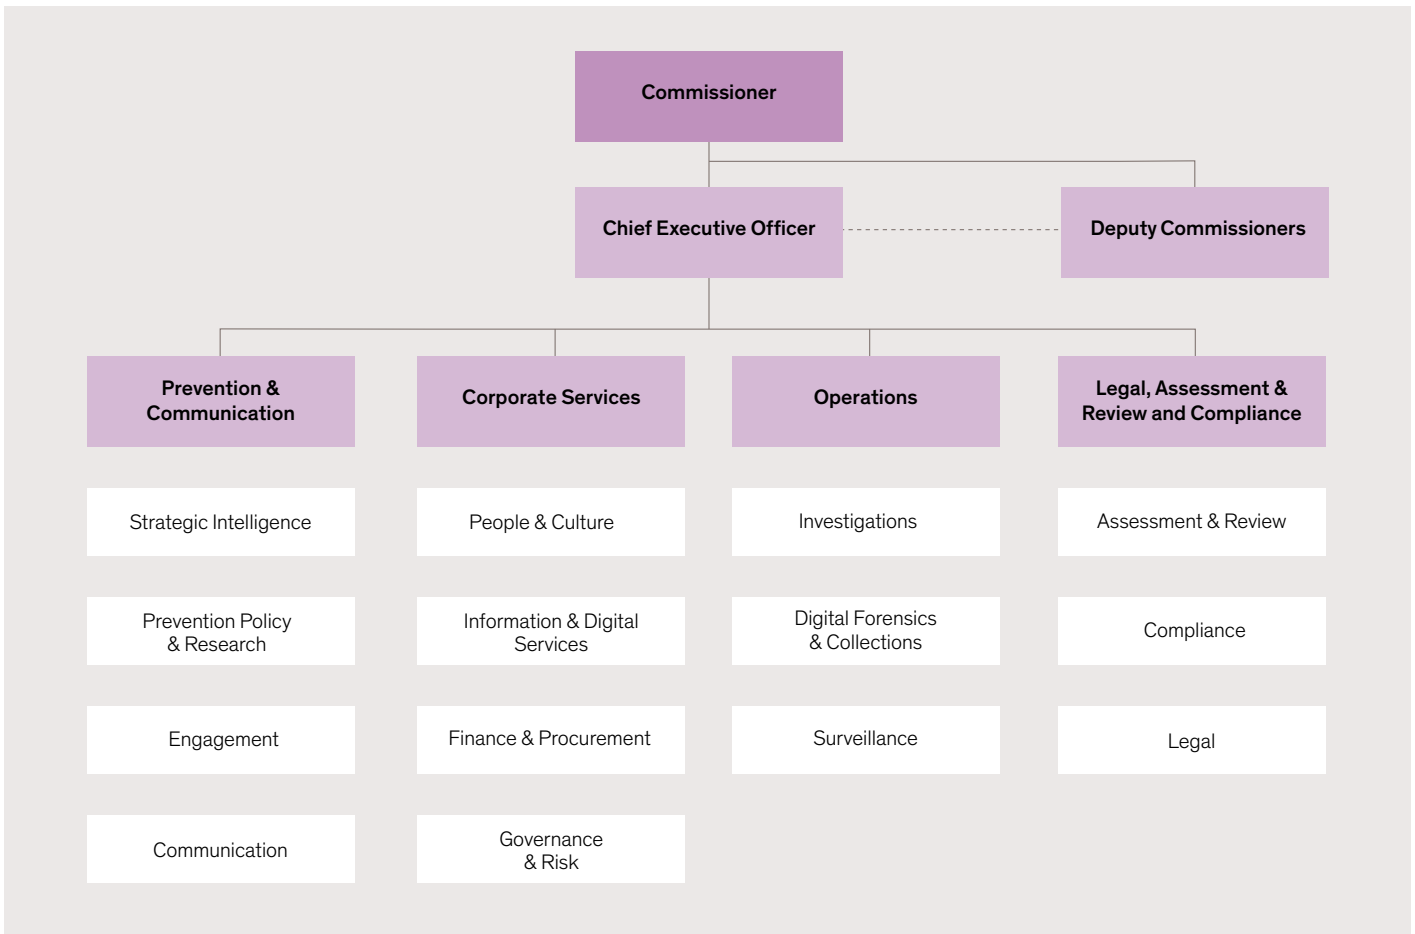 Commissioner
Chief Executive Officer
Deputy Commissioners
Prevention &
Communication
Corporate Services
Operations
Legal, Assessment &
Review and Compliance
Strategic Intelligence
People & Culture
Investigations
Assessment & Review
Prevention Policy
& Research
Information & Digital
Services
Digital Forensics
& Collections
Compliance
Engagement
Finance & Procurement
Surveillance
Legal
Communication
Governance
& Risk